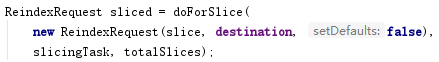 ReindexRequest sliced = doForSlice(
new ReindexRequest(slice, destination, setDefaults: false),
slicingTask, totalSlices);